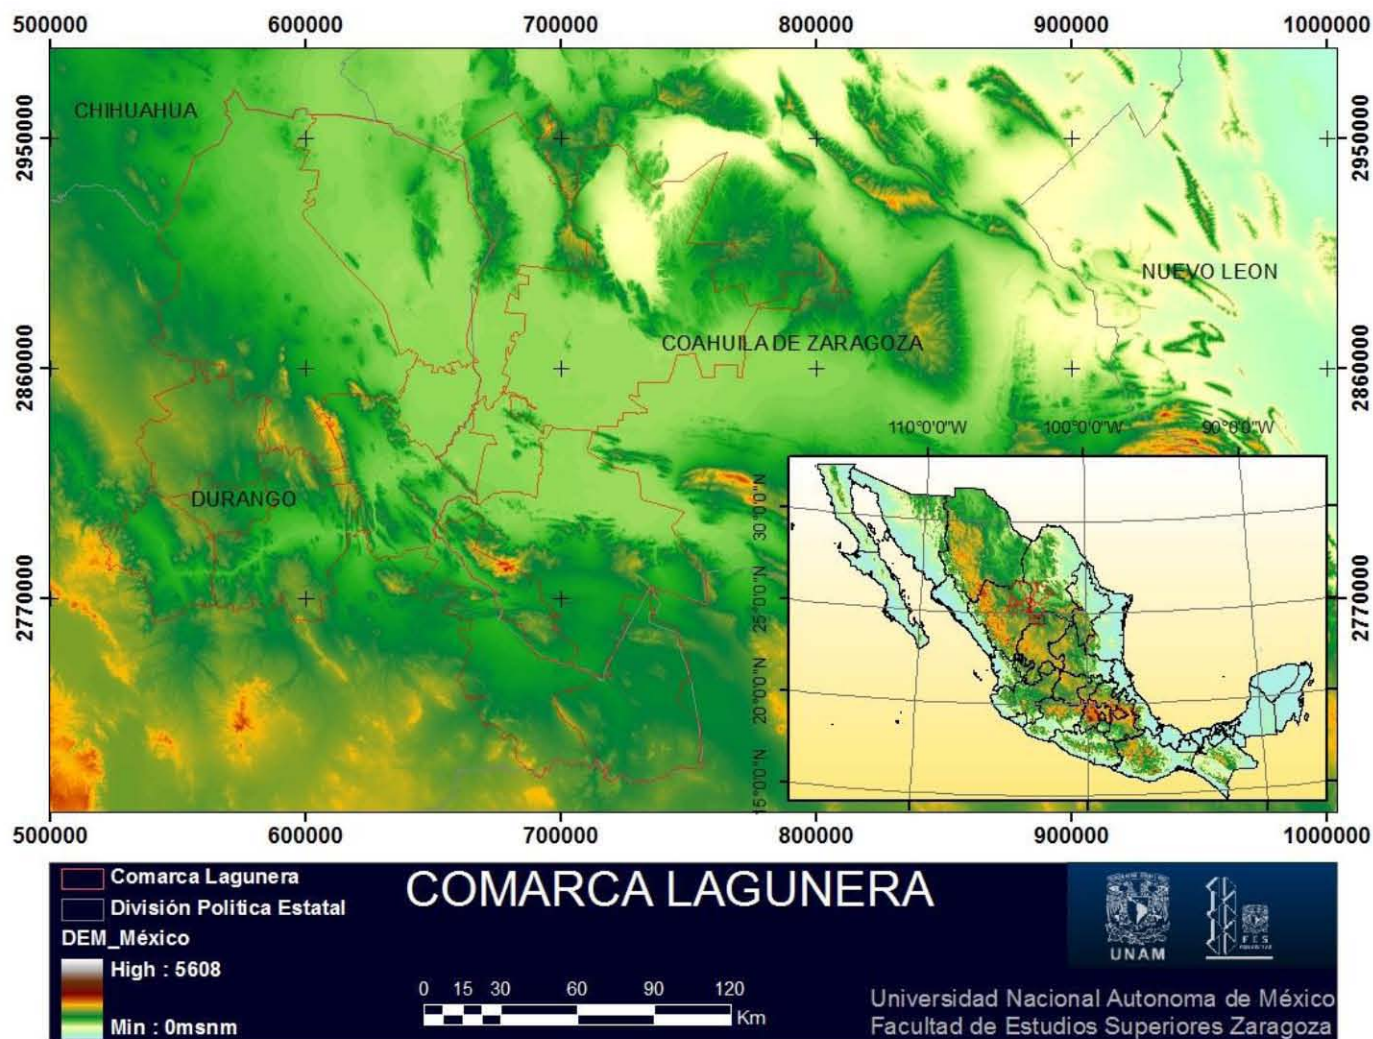 500000 600000 700000 800000 900000 1000000
CHIHUAHUA
2950000 2950000
NUEVO LEON
COAHUILA DE ZARAGOZA
2860000 2860000
110°0'0"W 100°0'0"W 90°0'0"W
DURANGO
30°0'0"N
25°0'0"N
20°0'0"N
15°0'0"N
2770000 2770000
500000 600000 700000 800000 900000 1000000
Comarca Lagunera
División Política Estatal
DEM_México
High : 5608
Min : 0msnm
COMARCA LAGUNERA
0 15 30 60 90 120
Km
UNAM
FES
Universidad Nacional Autonoma de México
Facultad de Estudios Superiores Zaragoza